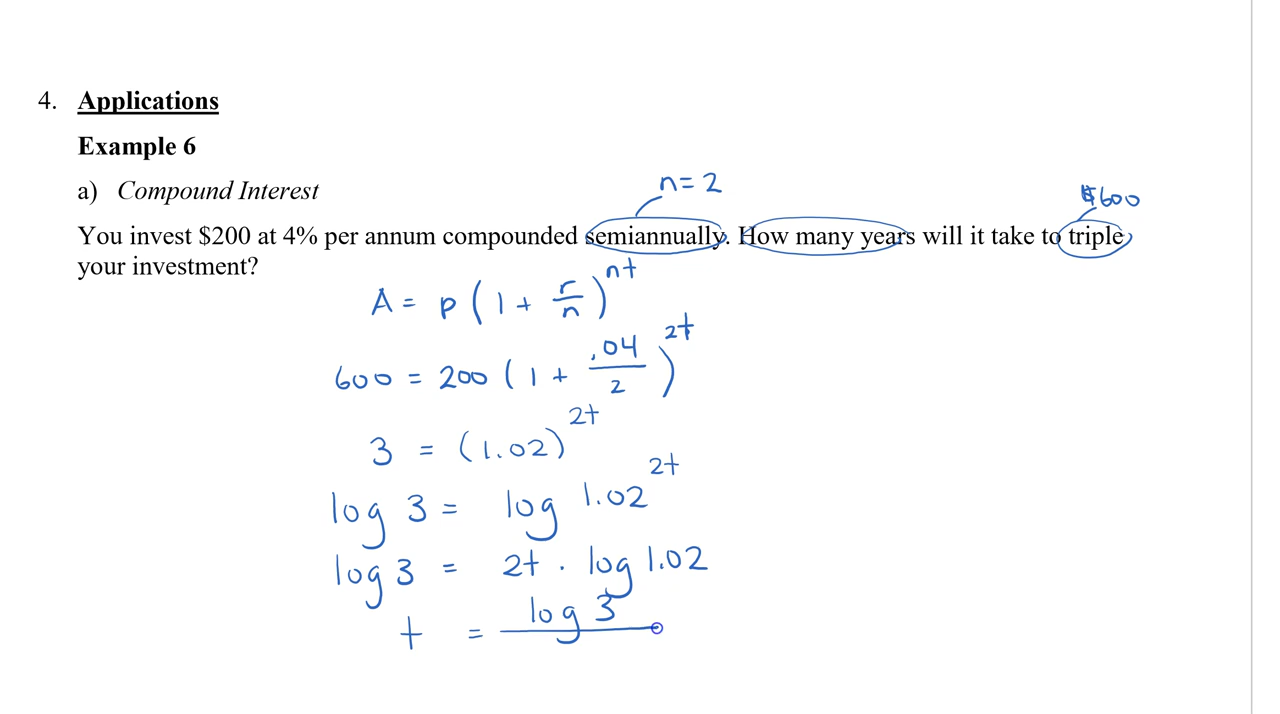 4. Applications
Example 6
a) Compound Interest
n = 2
$600
You invest $200 at 4% per annum compounded semiannually. How many years will it take to triple
your investment?
A = p ( 1 + r/n )^nt
600 = 200 ( 1 + .04/2 )^2t
3 = (1.02)^2t
log 3 = log 1.02^2t
log 3 = 2t · log 1.02
t = log 3